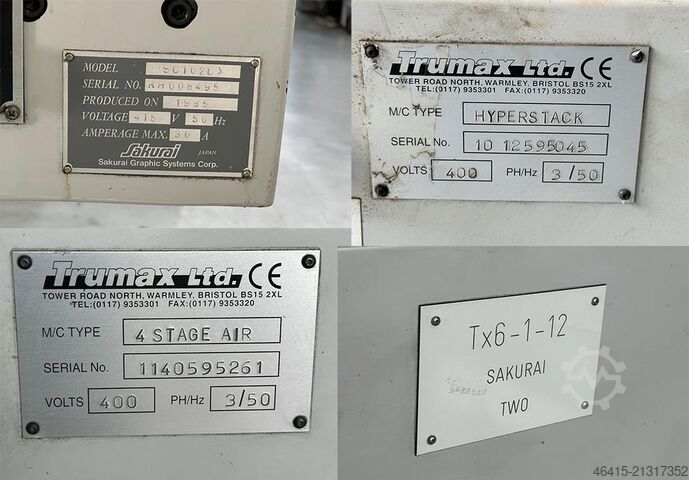 MODEL SC102DX
SERIAL NO. RH008495
PRODUCED ON 1995
VOLTAGE 415 V 50 Hz
AMPERAGE MAX. 30 A
Sakurai JAPAN
Sakurai Graphic Systems Corp.
Trumax Ltd. CE
TOWER ROAD NORTH, WARMLEY, BRISTOL BS15 2XL
TEL:(0117) 9353301 FAX:(0117) 9353320
M/C TYPE HYPERSTACK
SERIAL No. 10 12595045
VOLTS 400 PH/Hz 3/50
Trumax Ltd. CE
TOWER ROAD NORTH, WARMLEY, BRISTOL BS15 2XL
TEL:(0117) 9353301 FAX:(0117) 9353320
M/C TYPE 4 STAGE AIR
SERIAL No. 1140595261
VOLTS 400 PH/Hz 3/50
Tx6-1-12
SAKURAI
TWO
46415-21317352